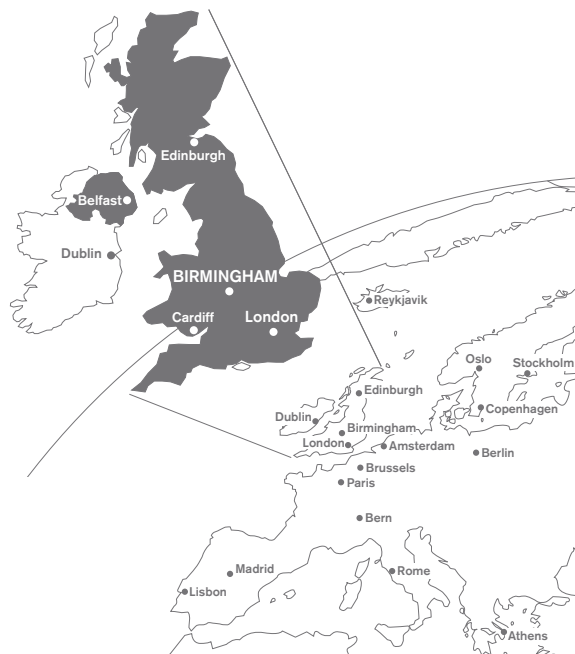 Edinburgh
Belfast
Dublin
BIRMINGHAM
Cardiff
London
Reykjavik
Oslo
Stockholm
Edinburgh
Copenhagen
Dublin
Birmingham
London
Amsterdam
Berlin
Brussels
Paris
Bern
Madrid
Rome
Lisbon
Athens